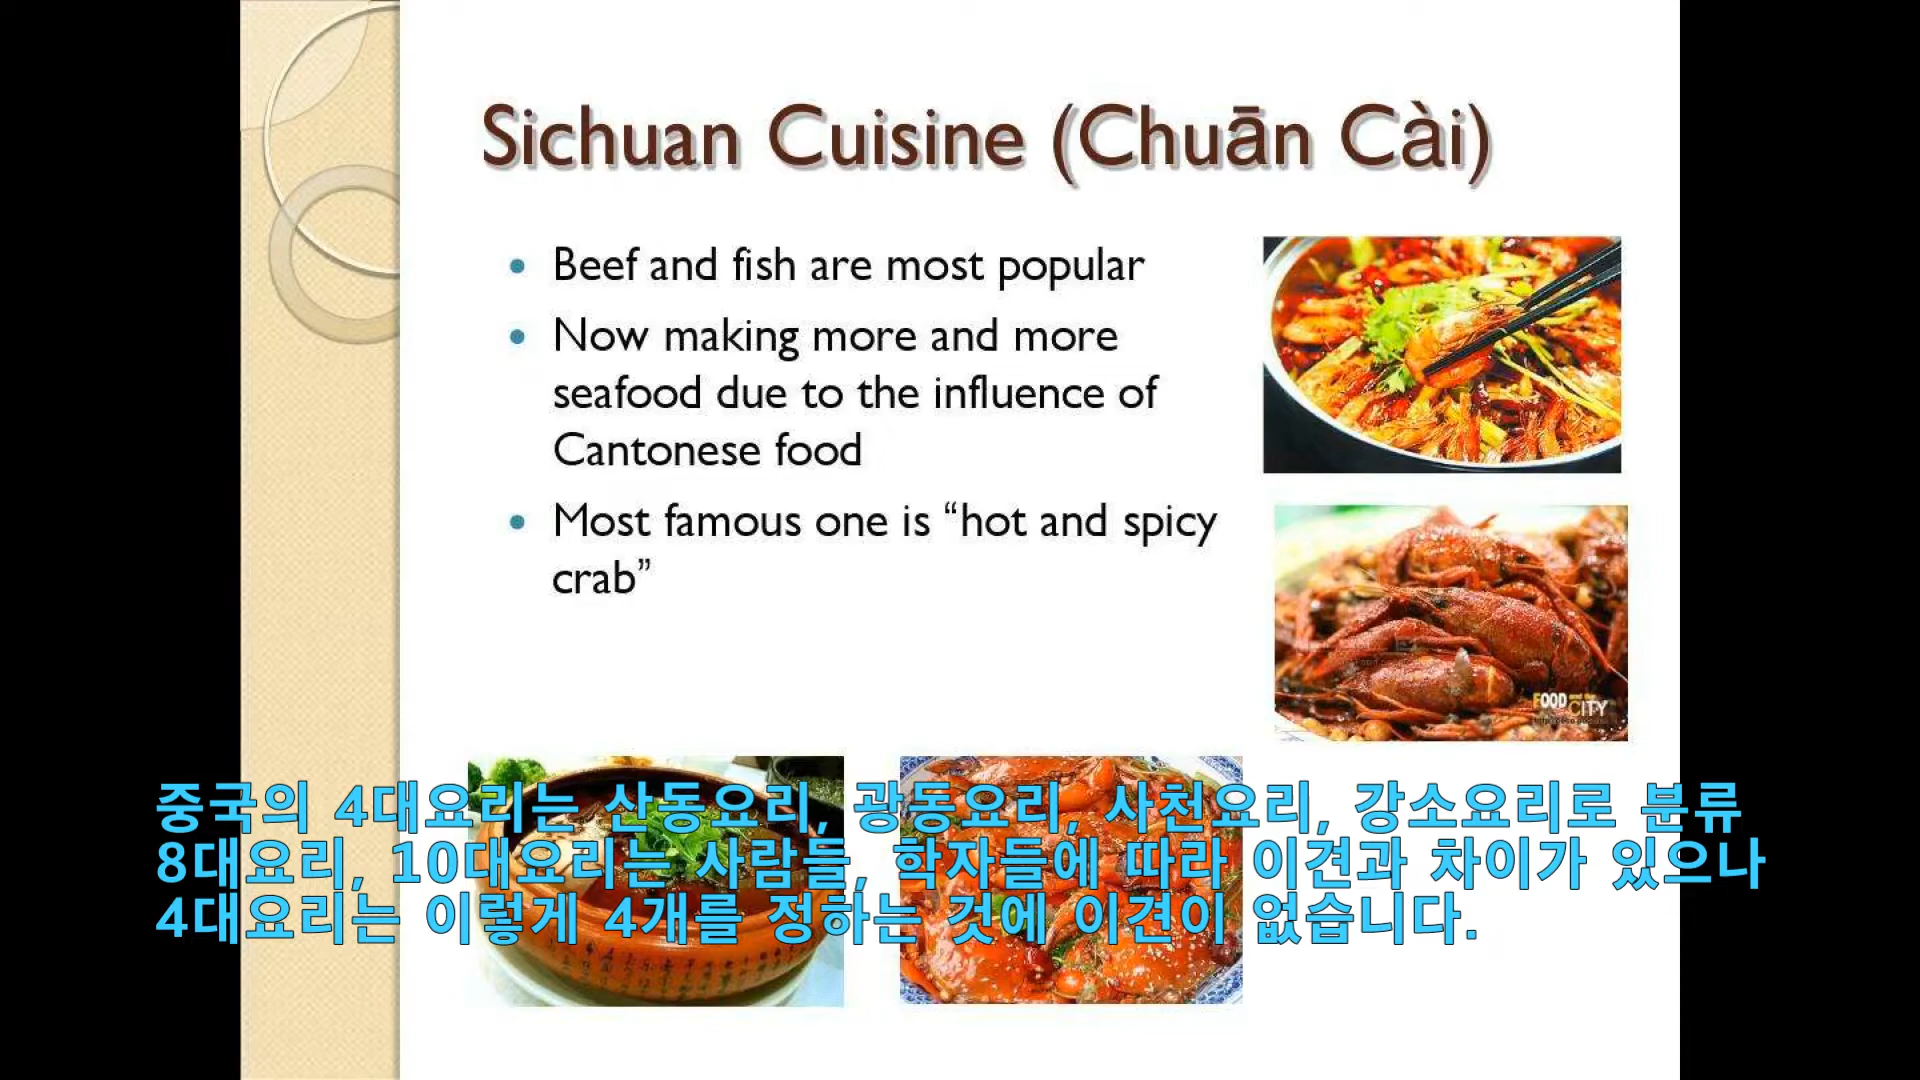 Sichuan Cuisine (Chuān Cài)
Beef and fish are most popular
Now making more and more
seafood due to the influence of
Cantonese food
Most famous one is “hot and spicy
crab”
FOOD and the
CITY
중국의 4대요리는 산동요리, 광동요리, 사천요리, 강소요리로 분류
8대요리, 10대요리는 사람들, 학자들에 따라 이견과 차이가 있으나
4대요리는 이렇게 4개를 정하는 것에 이견이 없습니다.